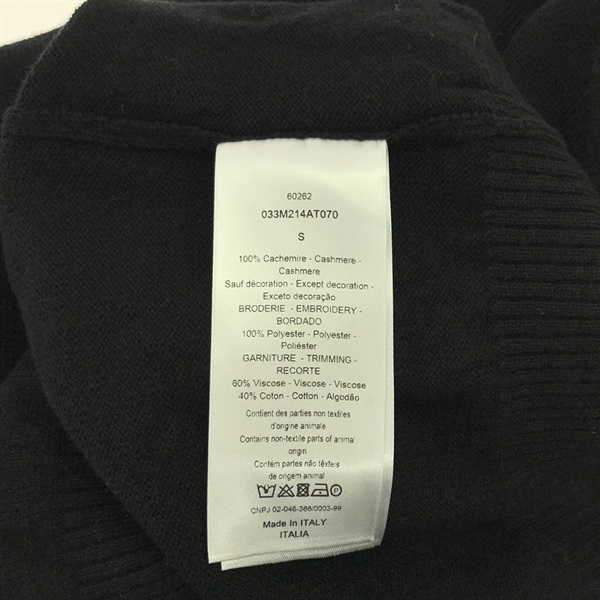 60262
033M214AT070
S
100% Cachemire - Cashmere -
Cashmere
Sauf décoration - Except decoration -
Exceto decoração
BRODERIE - EMBROIDERY -
BORDADO
100% Polyester - Polyester -
Poliéster
GARNITURE - TRIMMING -
RECORTE
60% Viscose - Viscose - Viscose
40% Coton - Cotton - Algodão
Contient des parties non textiles
d'origine animale
Contains non-textile parts of animal
origin
Contém partes não têxteis
de origem animal
P
CNPJ 02-046-366/0003-99
Made In ITALY
ITALIA